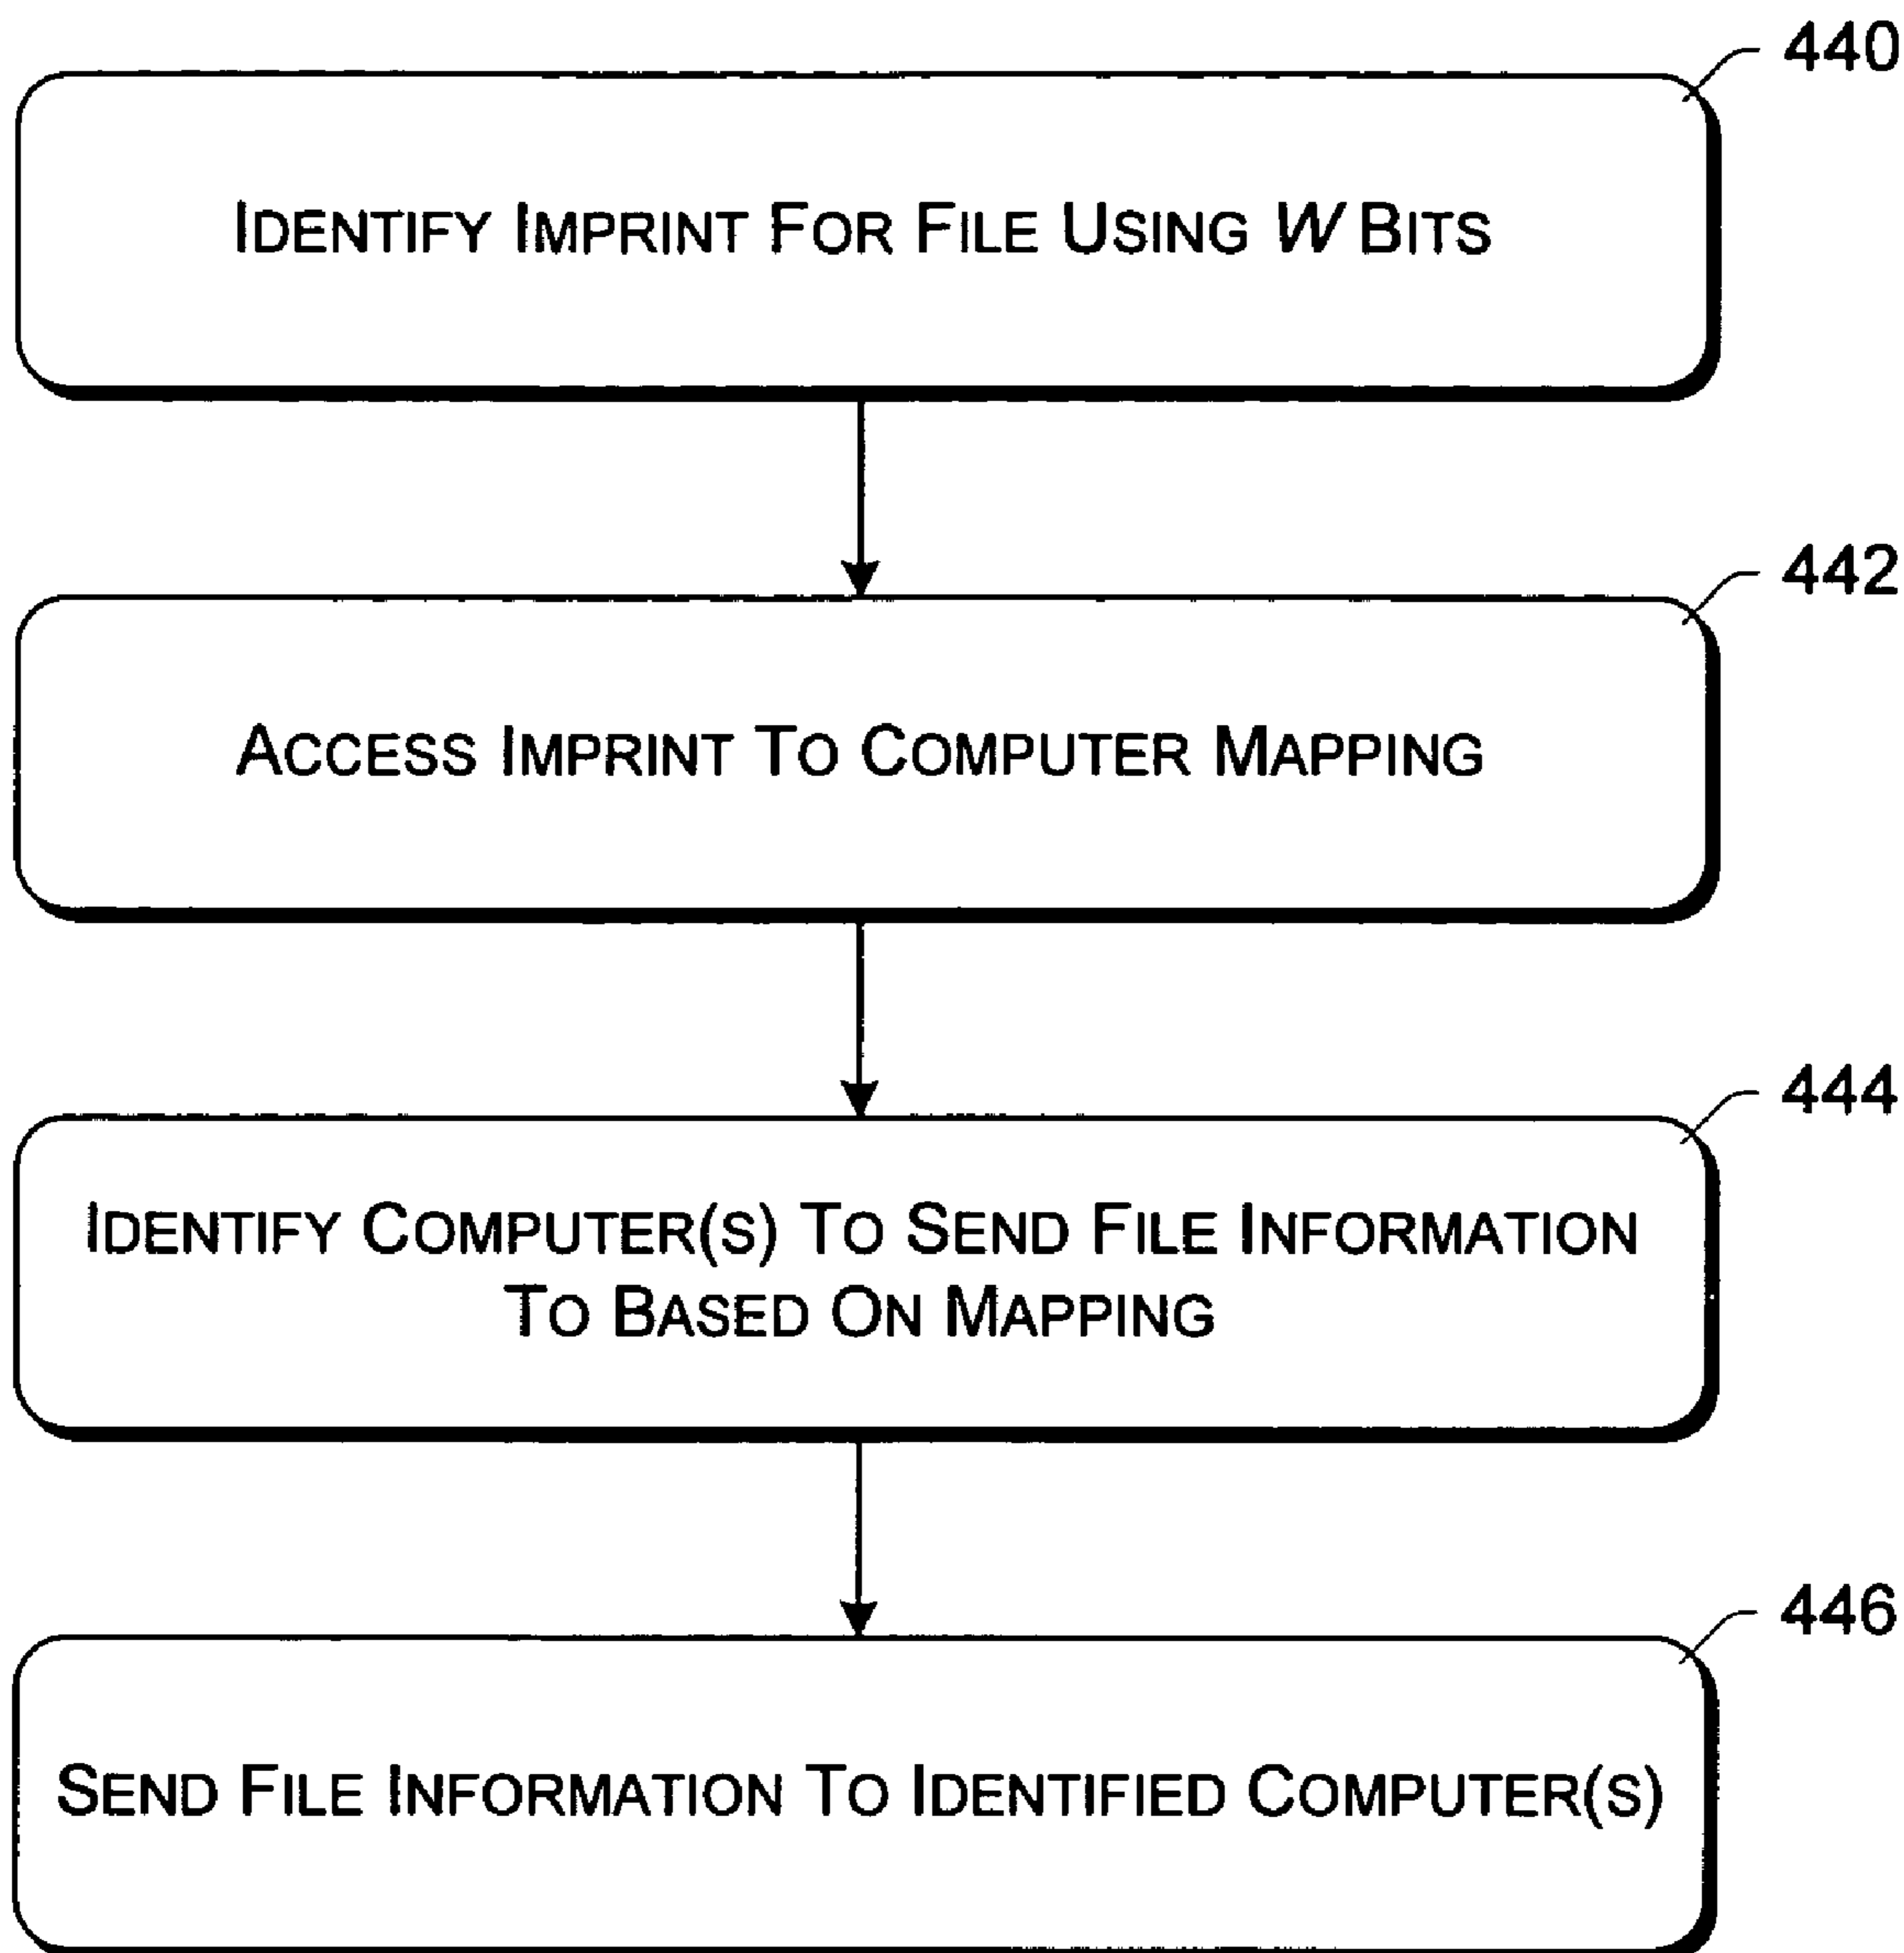 440
IDENTIFY IMPRINT FOR FILE USING W BITS
442
ACCESS IMPRINT TO COMPUTER MAPPING
444
IDENTIFY COMPUTER(S) TO SEND FILE INFORMATION
TO BASED ON MAPPING
446
SEND FILE INFORMATION TO IDENTIFIED COMPUTER(S)